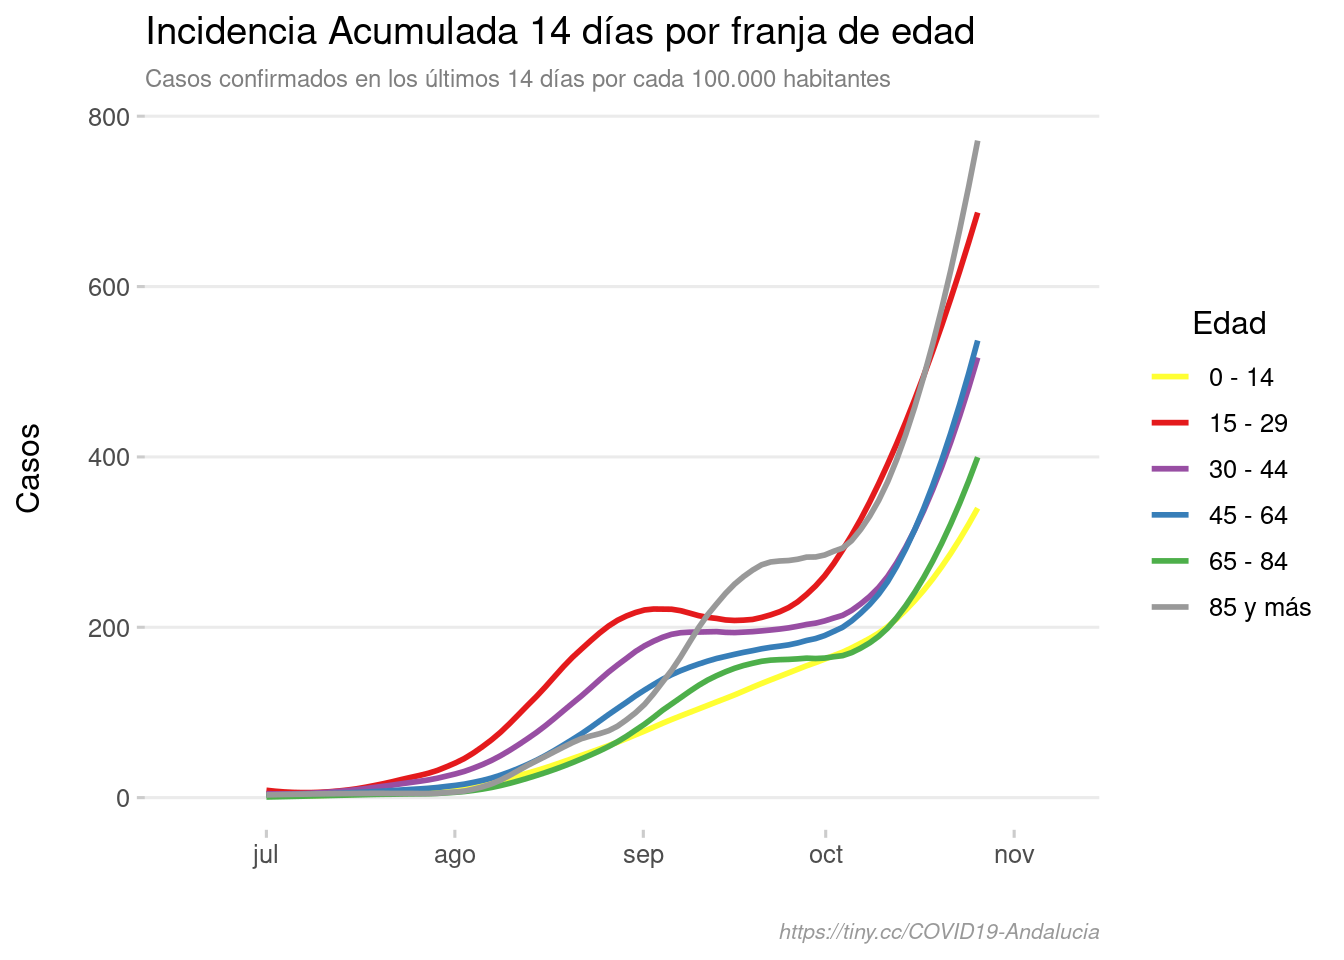 Incidencia Acumulada 14 días por franja de edad
Casos confirmados en los últimos 14 días por cada 100.000 habitantes
800
600
400
200
0
Casos
jul
ago
sep
oct
nov
Edad
0 - 14
15 - 29
30 - 44
45 - 64
65 - 84
85 y más
https://tiny.cc/COVID19-Andalucia